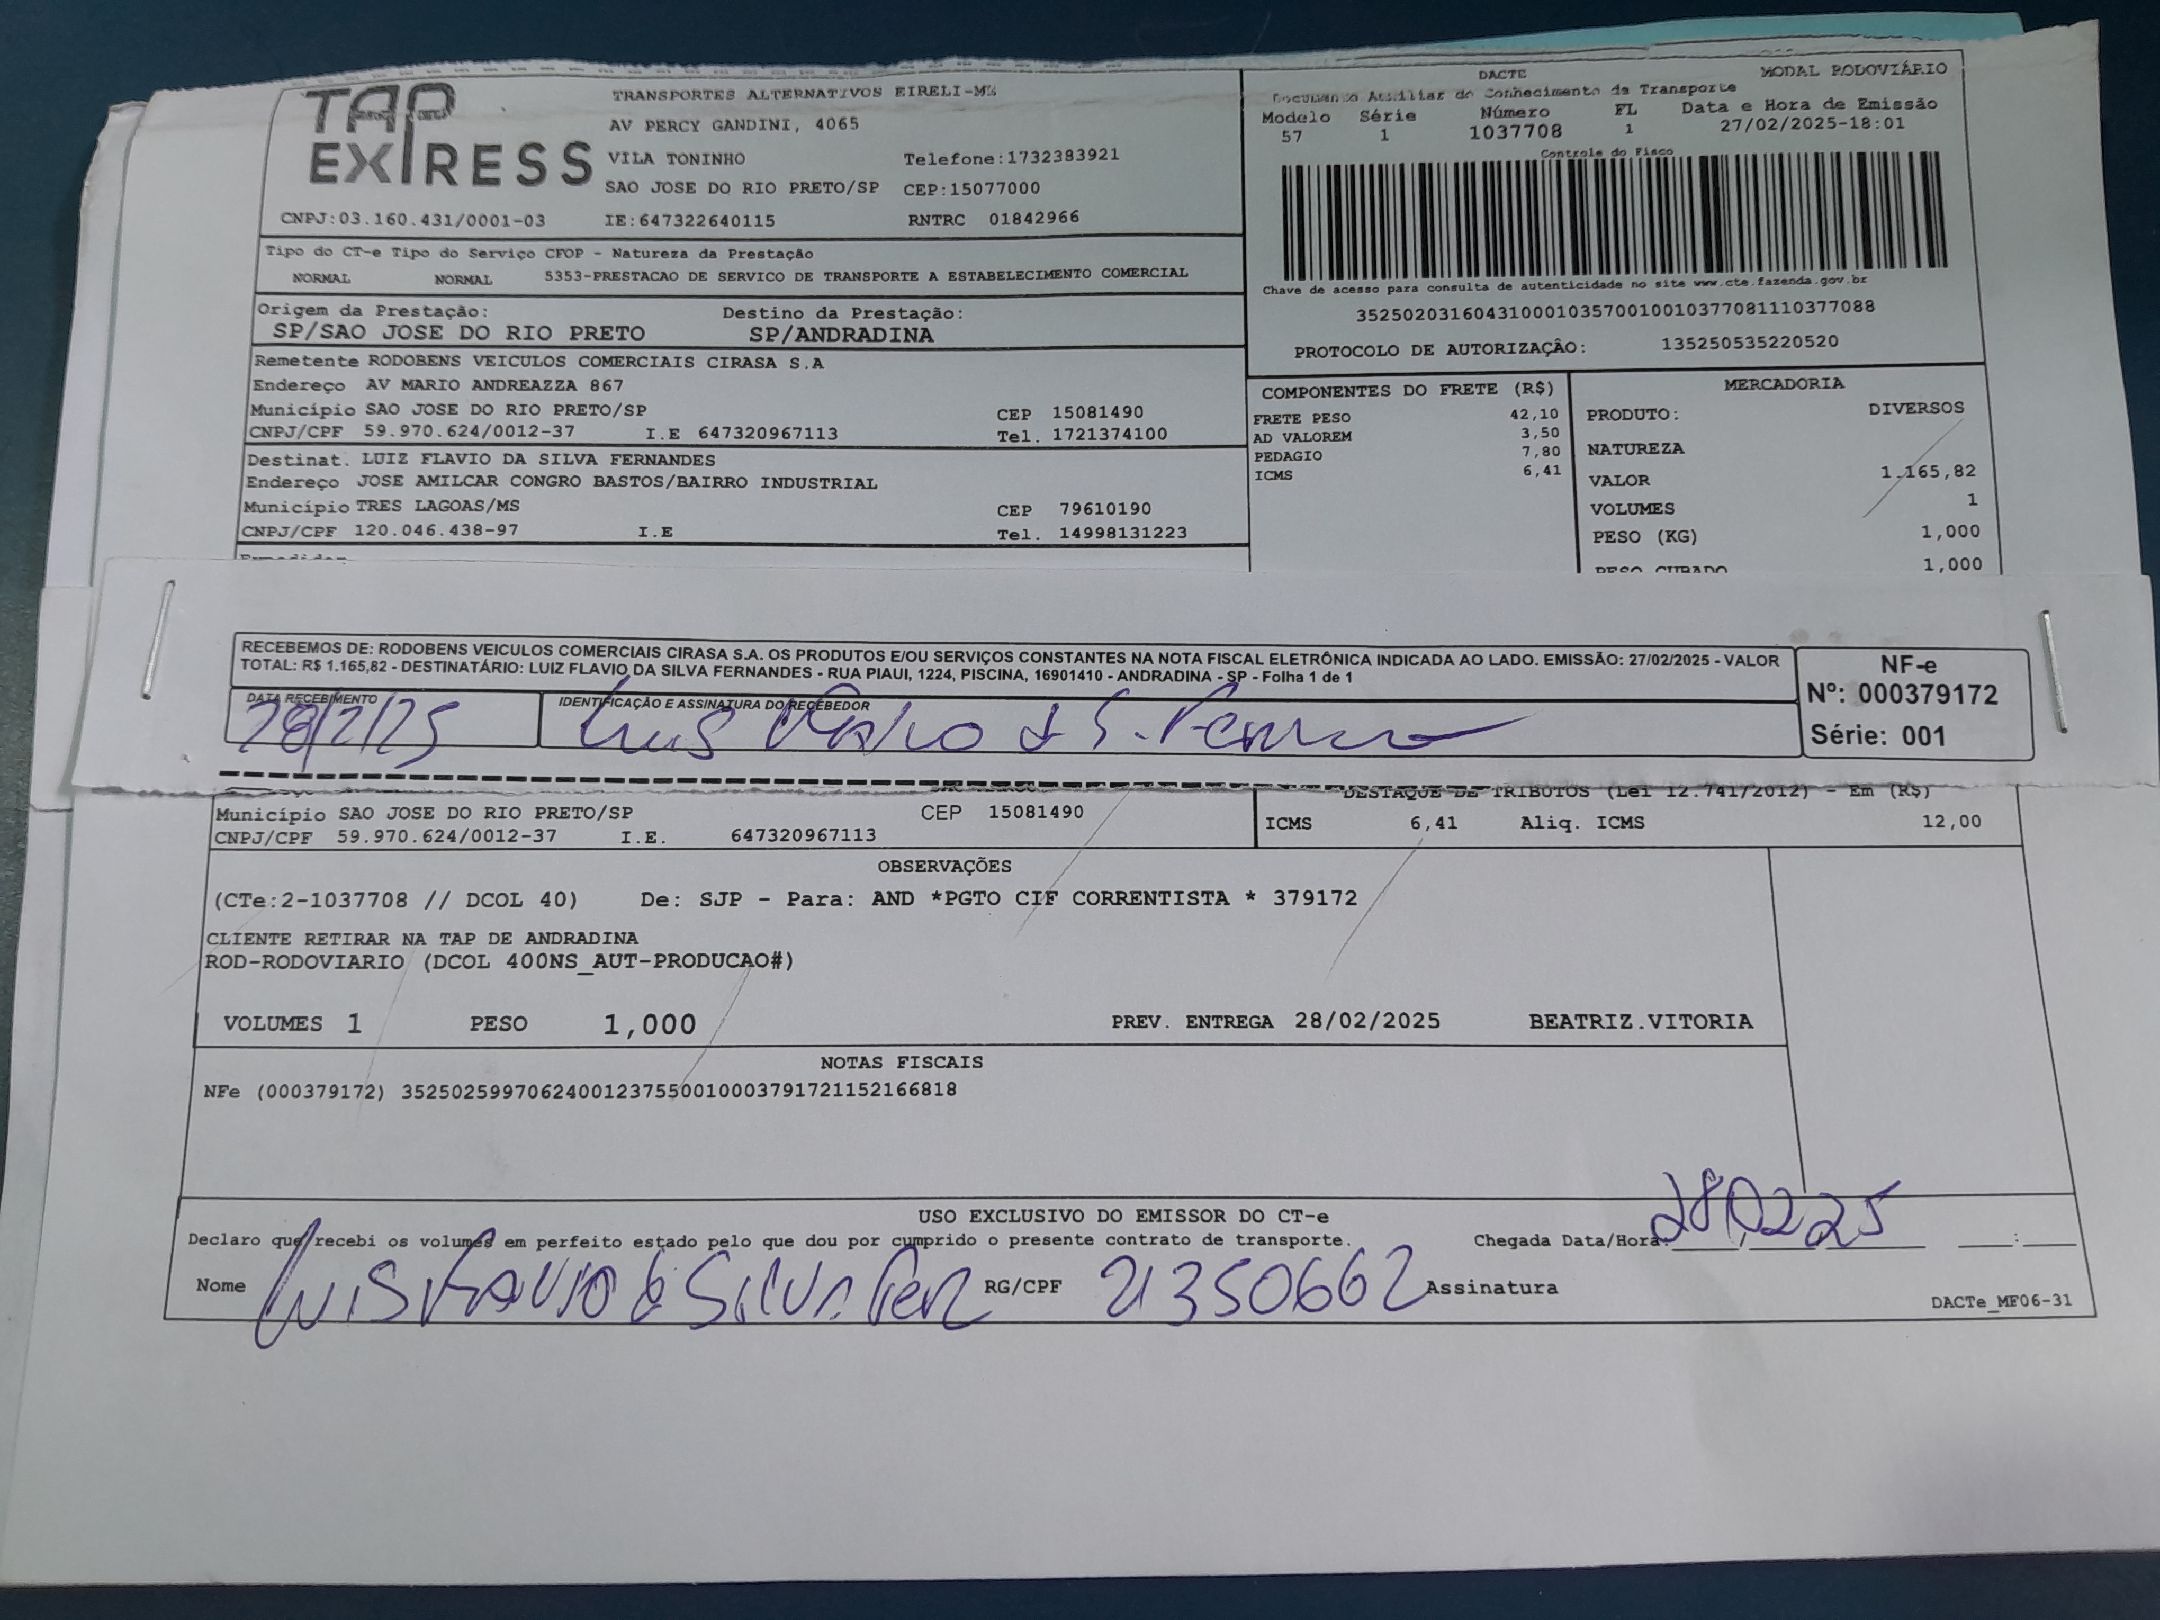 TAP EXPRESS
TRANSPORTES ALTERNATIVOS EIRELI-ME
AV PERCY GANDINI, 4065
VILA TONINHO Telefone:1732383921
SAO JOSE DO RIO PRETO/SP CEP:15077000
CNPJ:03.160.431/0001-03 IE:647322640115 RNTRC 01842966
DACTE MODAL RODOVIÁRIO
Documento Auxiliar do Conhecimento de Transporte
Modelo Série Número FL Data e Hora de Emissão
57 1 1037708 1 27/02/2025-18:01
Controle do Fisco
Chave de acesso para consulta de autenticidade no site www.cte.fazenda.gov.br
35250203160431000103570010010377081110377088
PROTOCOLO DE AUTORIZAÇÃO: 135250535220520
Tipo do CT-e Tipo do Serviço CFOP - Natureza da Prestação
NORMAL NORMAL 5353-PRESTACAO DE SERVICO DE TRANSPORTE A ESTABELECIMENTO COMERCIAL
Origem da Prestação: Destino da Prestação:
SP/SAO JOSE DO RIO PRETO SP/ANDRADINA
Remetente RODOBENS VEICULOS COMERCIAIS CIRASA S.A
Endereço AV MARIO ANDREAZZA 867
Município SAO JOSE DO RIO PRETO/SP CEP 15081490
CNPJ/CPF 59.970.624/0012-37 I.E 647320967113 Tel. 1721374100
Destinat. LUIZ FLAVIO DA SILVA FERNANDES
Endereço JOSE AMILCAR CONGRO BASTOS/BAIRRO INDUSTRIAL
Município TRES LAGOAS/MS CEP 79610190
CNPJ/CPF 120.046.438-97 I.E Tel. 14998131223
COMPONENTES DO FRETE (R$)
FRETE PESO 42,10
AD VALOREM 3,50
PEDAGIO 7,80
ICMS 6,41
MERCADORIA
PRODUTO: DIVERSOS
NATUREZA
VALOR 1.165,82
VOLUMES 1
PESO (KG) 1,000
PESO CUBADO 1,000
RECEBEMOS DE: RODOBENS VEICULOS COMERCIAIS CIRASA S.A. OS PRODUTOS E/OU SERVIÇOS CONSTANTES NA NOTA FISCAL ELETRÔNICA INDICADA AO LADO. EMISSÃO: 27/02/2025 - VALOR
TOTAL: R$ 1.165,82 - DESTINATÁRIO: LUIZ FLAVIO DA SILVA FERNANDES - RUA PIAUI, 1224, PISCINA, 16901410 - ANDRADINA - SP - Folha 1 de 1
NF-e
Nº: 000379172
Série: 001
DATA RECEBIMENTO IDENTIFICAÇÃO E ASSINATURA DO RECEBEDOR
28/2/25 Luis
Município SAO JOSE DO RIO PRETO/SP CEP 15081490
CNPJ/CPF 59.970.624/0012-37 I.E. 647320967113
DESTAQUE DE TRIBUTOS (Lei 12.741/2012) - Em (R$)
ICMS 6,41 Aliq. ICMS 12,00
OBSERVAÇÕES
(CTe:2-1037708 // DCOL 40) De: SJP - Para: AND *PGTO CIF CORRENTISTA * 379172
CLIENTE RETIRAR NA TAP DE ANDRADINA
ROD-RODOVIARIO (DCOL 400NS_AUT-PRODUCAO#)
VOLUMES 1 PESO 1,000 PREV. ENTREGA 28/02/2025 BEATRIZ.VITORIA
NOTAS FISCAIS
NFe (000379172) 35250259970624001237550010003791721152166818
USO EXCLUSIVO DO EMISSOR DO CT-e
Declaro que recebi os volumes em perfeito estado pelo que dou por cumprido o presente contrato de transporte. Chegada Data/Hora: 280225
Nome Luis Flavio d Silva Fer RG/CPF 21350662 Assinatura
DACTe_MF06-31